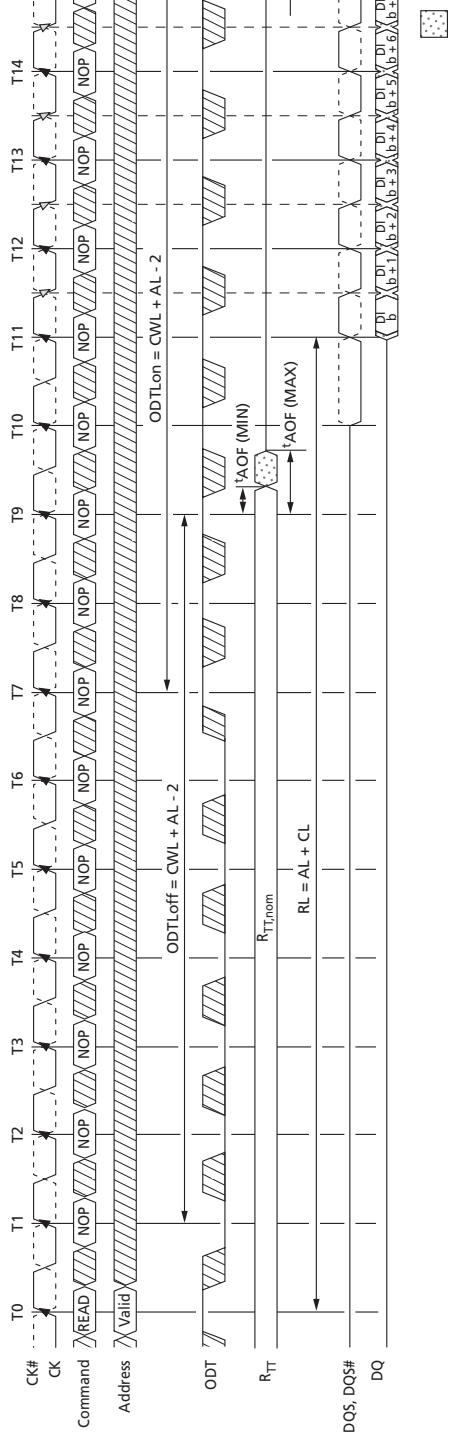 T0 T1 T2 T3 T4 T5 T6 T7 T8 T9 T10 T11 T12 T13 T14
CK#
CK
Command READ NOP NOP NOP NOP NOP NOP NOP NOP NOP NOP NOP NOP NOP NOP
Address Valid
ODTLon = CWL + AL - 2
ODTLoff = CWL + AL - 2
ODT
tAOF (MIN)
RTT RTT,nom
tAOF (MAX)
RL = AL + CL
DQS, DQS#
DQ DI b DI b + 1 DI b + 2 DI b + 3 DI b + 4 DI b + 5 DI b + 6 DI b +